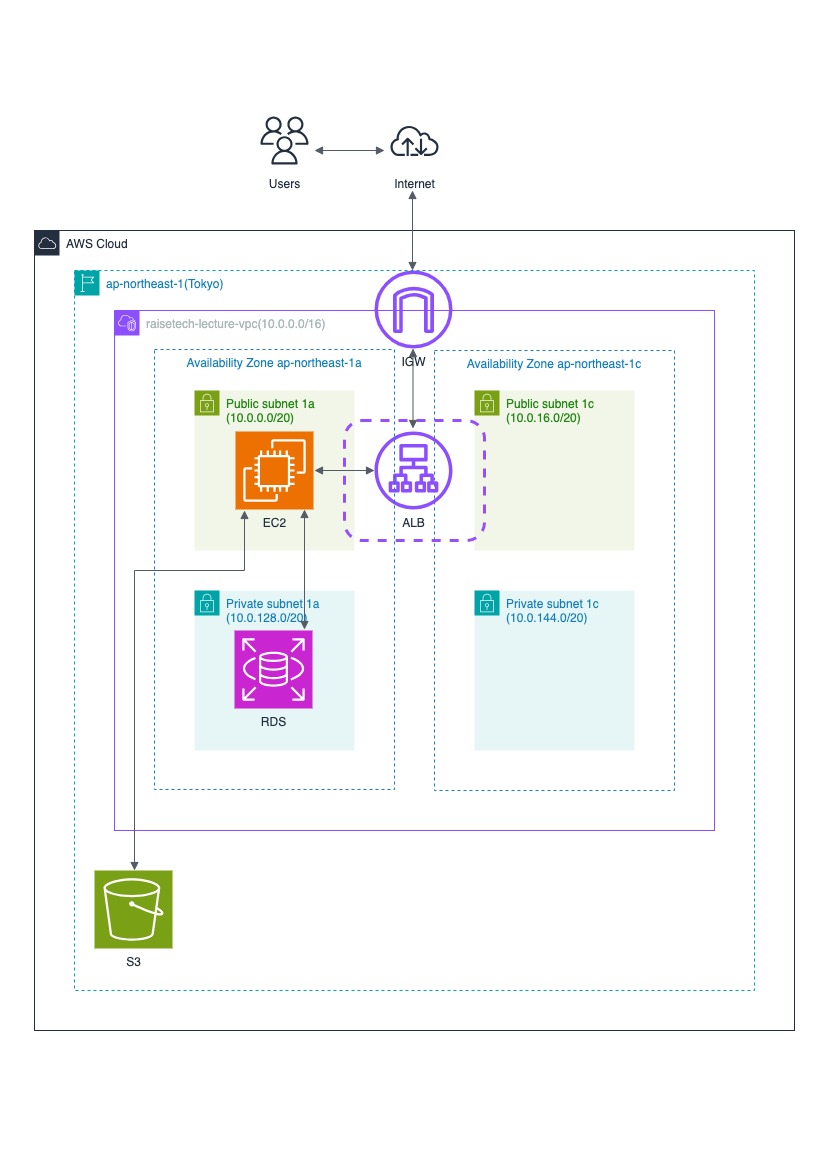 Users
Internet
AWS Cloud
ap-northeast-1(Tokyo)
raisetech-lecture-vpc(10.0.0.0/16)
IGW
Availability Zone ap-northeast-1a
Availability Zone ap-northeast-1c
Public subnet 1a
(10.0.0.0/20)
Public subnet 1c
(10.0.16.0/20)
EC2
ALB
Private subnet 1a
(10.0.128.0/20)
Private subnet 1c
(10.0.144.0/20)
RDS
S3